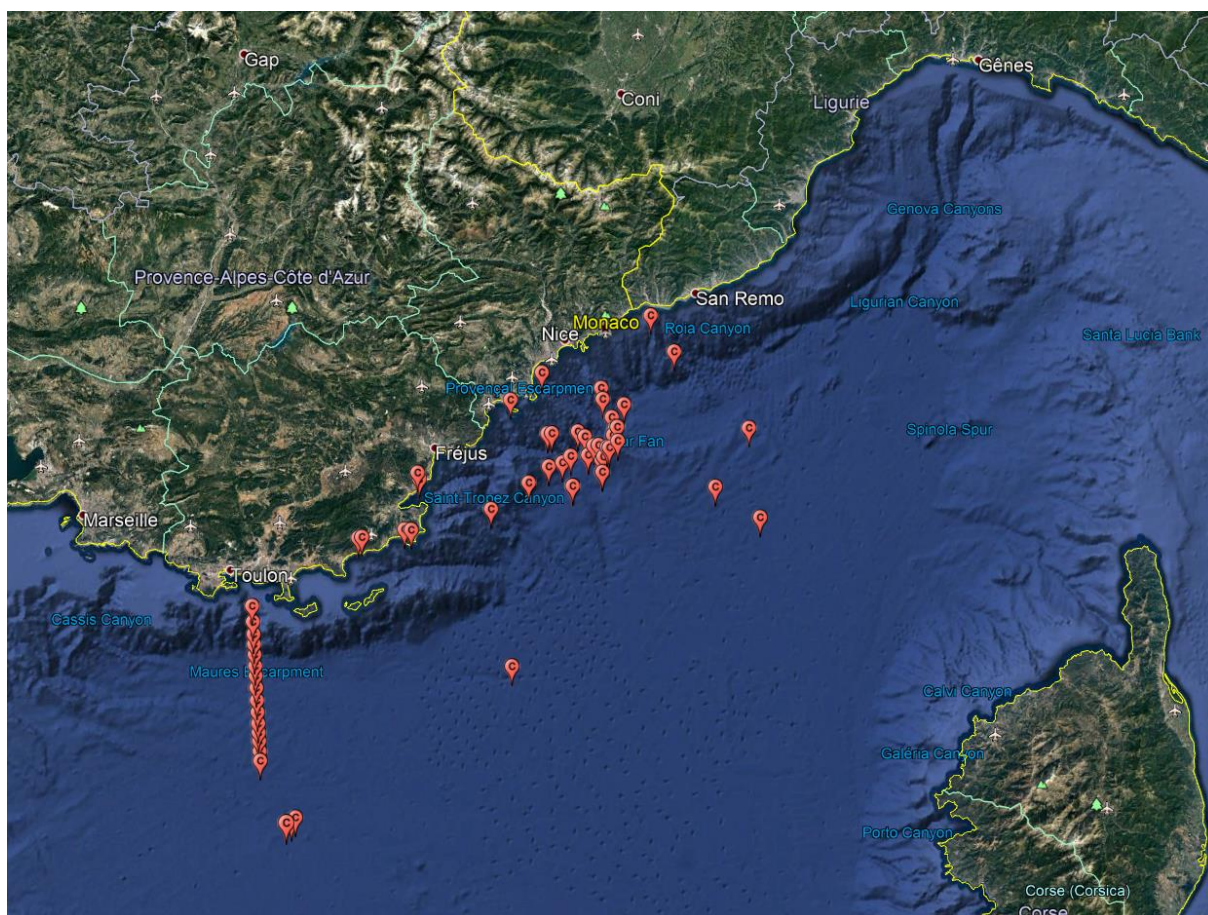 Gap
Gênes
Coni
Ligurie
Genova Canyons
Provence-Alpes-Côte d'Azur
San Remo
Ligurian Canyon
Monaco
Roia Canyon
Nice
Santa Lucia Bank
Provençal Escarpmen
Spinola Spur
ur Fan
Fréjus
Saint-Tropez Canyon
Marseille
Toulon
Cassis Canyon
Maures Escarpment
Calvi Canyon
Galéria Canyon
Porto Canyon
Corse (Corsica)
Corse